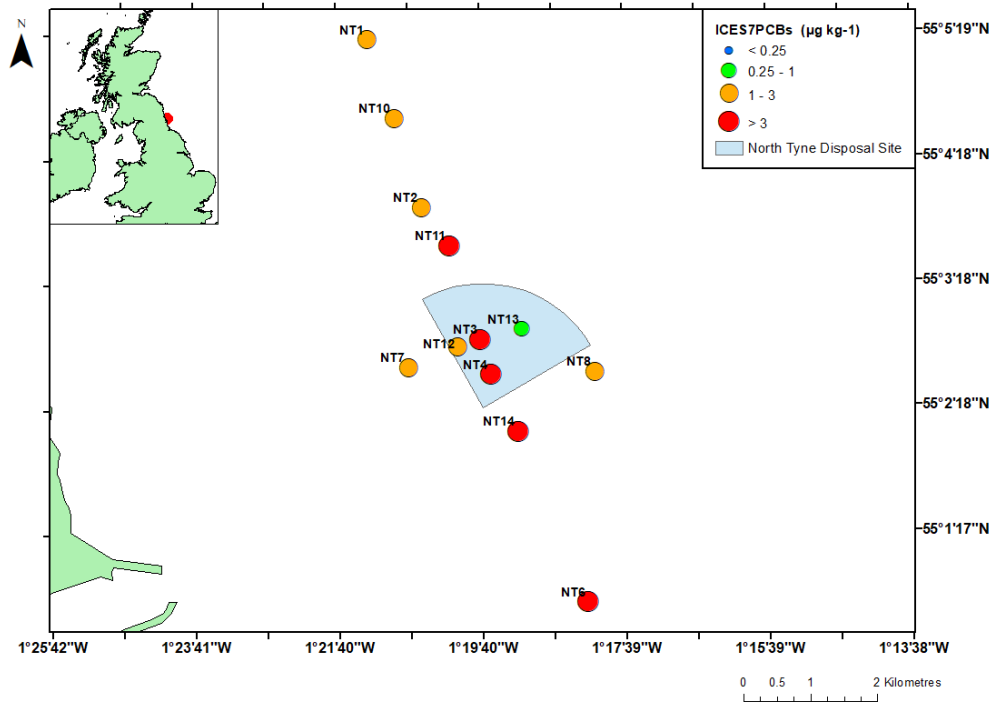 N
ICES7PCBs (µg kg-1)
< 0.25
0.25 - 1
1 - 3
> 3
North Tyne Disposal Site
NT1
NT10
NT2
NT11
NT13
NT3
NT12
NT7
NT4
NT8
NT14
NT6
55°5'19"N
55°4'18"N
55°3'18"N
55°2'18"N
55°1'17"N
1°25'42"W 1°23'41"W 1°21'40"W 1°19'40"W 1°17'39"W 1°15'39"W 1°13'38"W
0 0.5 1 2 Kilometres